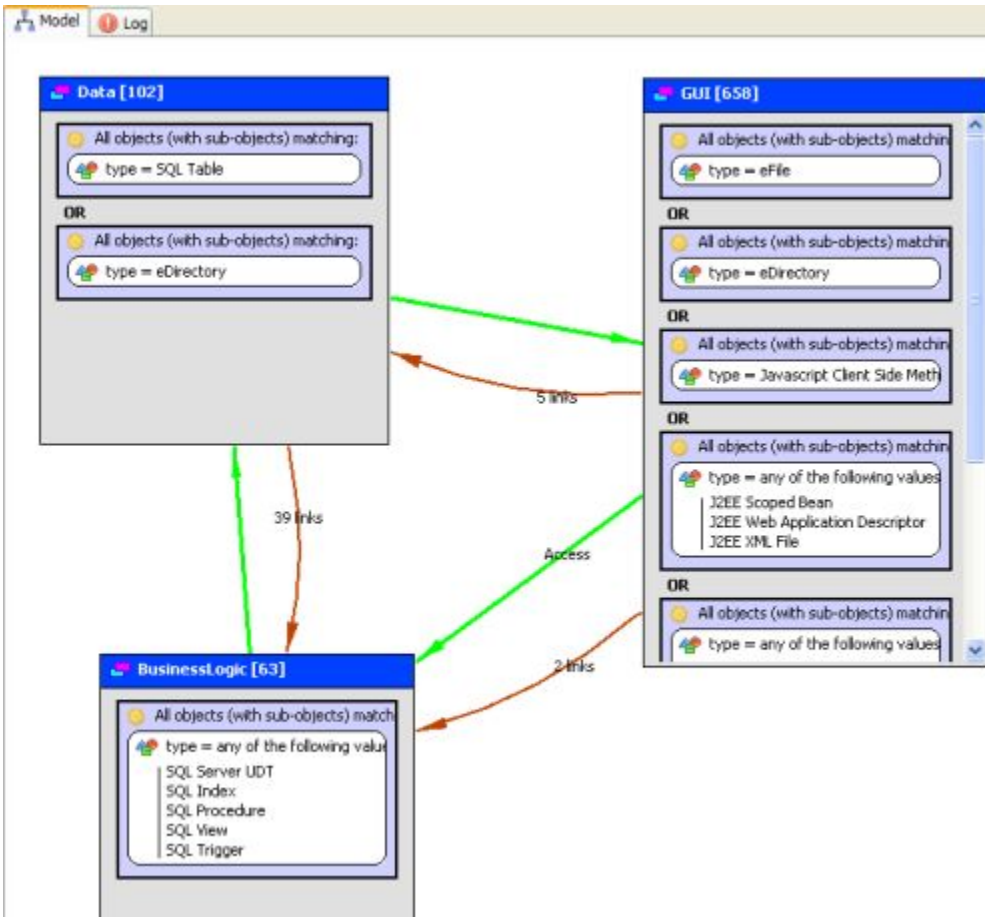 Model
Log
Data [102]
All objects (with sub-objects) matching:
type = SQL Table
OR
All objects (with sub-objects) matching:
type = eDirectory
GUI [658]
All objects (with sub-objects) matchin
type = eFile
OR
All objects (with sub-objects) matchin
type = eDirectory
OR
All objects (with sub-objects) matchin
type = Javascript Client Side Meth
OR
All objects (with sub-objects) matchin
type = any of the following values
J2EE Scoped Bean
J2EE Web Application Descriptor
J2EE XML File
OR
All objects (with sub-objects) matchin
type = any of the following values
5 links
39 links
Access
2 links
BusinessLogic [63]
All objects (with sub-objects) match
type = any of the following value
SQL Server UDT
SQL Index
SQL Procedure
SQL View
SQL Trigger